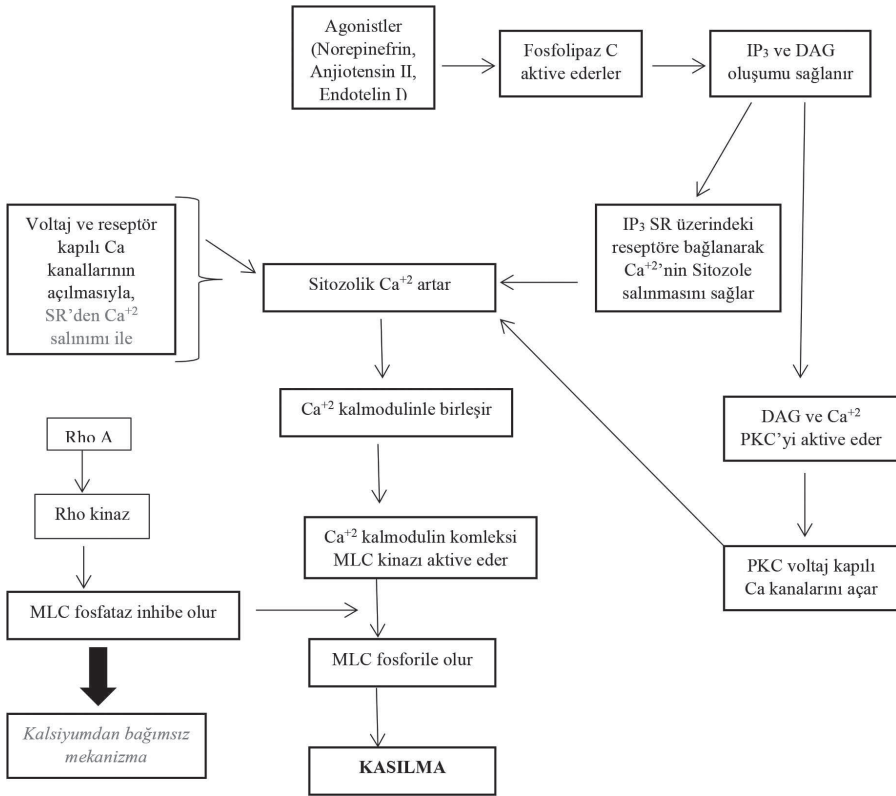 Agonistler
(Norepinefrin,
Anjiotensin II,
Endotelin I)
Fosfolipaz C
aktive ederler
IP₃ ve DAG
oluşumu sağlanır
Voltaj ve reseptör
kapılı Ca
kanallarının
açılmasıyla,
SR’den Ca⁺²
salınımı ile
Sitozolik Ca⁺² artar
IP₃ SR üzerindeki
reseptöre bağlanarak
Ca⁺²’nin Sitozole
salınmasını sağlar
Ca⁺² kalmodulinle birleşir
DAG ve Ca⁺²
PKC’yi aktive eder
Rho A
Rho kinaz
Ca⁺² kalmodulin komleksi
MLC kinazı aktive eder
PKC voltaj kapılı
Ca kanalarını açar
MLC fosfataz inhibe olur
MLC fosforile olur
Kalsiyumdan bağımsız
mekanizma
KASILMA